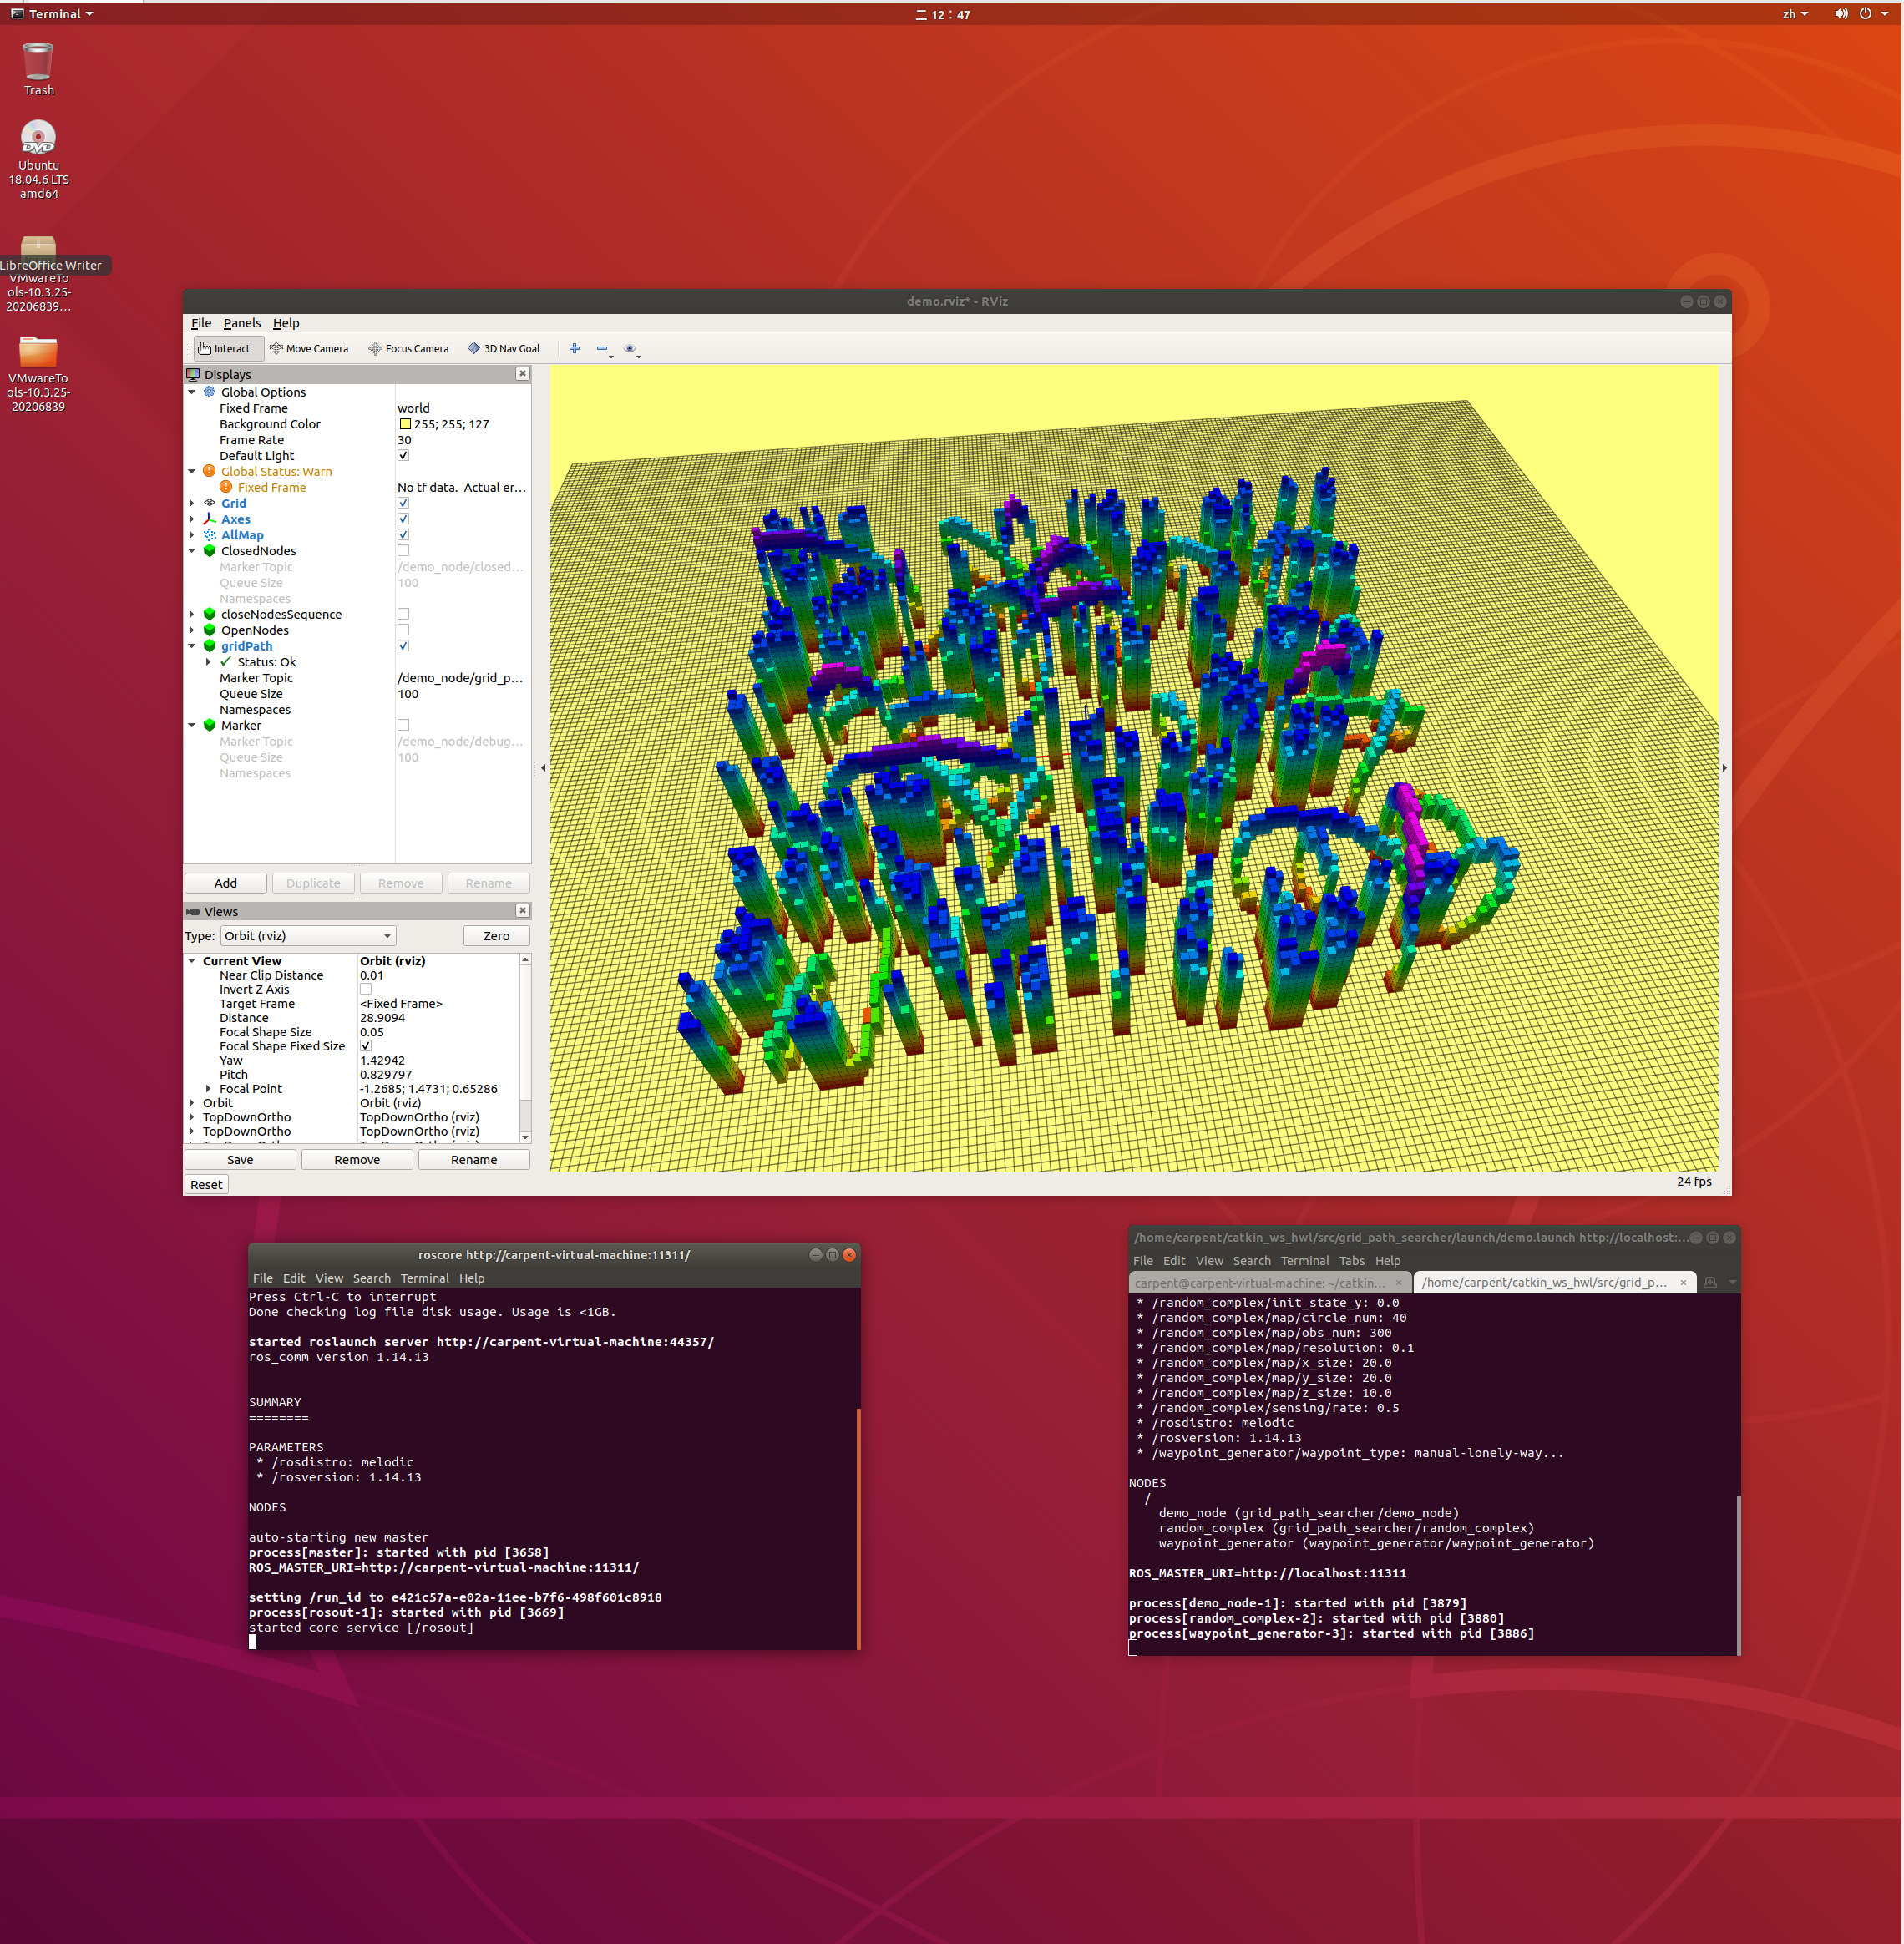 Terminal
二 12：47
zh
Trash
Ubuntu
18.04.6 LTS
amd64
LibreOffice Writer
VMwareTo
ols-10.3.25-
20206839...
VMwareTo
ols-10.3.25-
20206839
demo.rviz* - RViz
File Panels Help
Interact Move Camera Focus Camera 3D Nav Goal
Displays
Global Options
Fixed Frame world
Background Color 255; 255; 127
Frame Rate 30
Default Light
Global Status: Warn
Fixed Frame No tf data. Actual er...
Grid
Axes
AllMap
ClosedNodes
Marker Topic /demo_node/closed...
Queue Size 100
Namespaces
closeNodesSequence
OpenNodes
gridPath
Status: Ok
Marker Topic /demo_node/grid_p...
Queue Size 100
Namespaces
Marker
Marker Topic /demo_node/debug...
Queue Size 100
Namespaces
Add Duplicate Remove Rename
Views
Type: Orbit (rviz) Zero
Current View Orbit (rviz)
Near Clip Distance 0.01
Invert Z Axis
Target Frame <Fixed Frame>
Distance 28.9094
Focal Shape Size 0.05
Focal Shape Fixed Size
Yaw 1.42942
Pitch 0.829797
Focal Point -1.2685; 1.4731; 0.65286
Orbit Orbit (rviz)
TopDownOrtho TopDownOrtho (rviz)
TopDownOrtho TopDownOrtho (rviz)
Save Remove Rename
Reset
24 fps
roscore http://carpent-virtual-machine:11311/
File Edit View Search Terminal Help
Press Ctrl-C to interrupt
Done checking log file disk usage. Usage is <1GB.
started roslaunch server http://carpent-virtual-machine:44357/
ros_comm version 1.14.13
SUMMARY
========
PARAMETERS
* /rosdistro: melodic
* /rosversion: 1.14.13
NODES
auto-starting new master
process[master]: started with pid [3658]
ROS_MASTER_URI=http://carpent-virtual-machine:11311/
setting /run_id to e421c57a-e02a-11ee-b7f6-498f601c8918
process[rosout-1]: started with pid [3669]
started core service [/rosout]
/home/carpent/catkin_ws_hwl/src/grid_path_searcher/launch/demo.launch http://localhost:...
File Edit View Search Terminal Tabs Help
carpent@carpent-virtual-machine: ~/catkin... /home/carpent/catkin_ws_hwl/src/grid_p...
* /random_complex/init_state_y: 0.0
* /random_complex/map/circle_num: 40
* /random_complex/map/obs_num: 300
* /random_complex/map/resolution: 0.1
* /random_complex/map/x_size: 20.0
* /random_complex/map/y_size: 20.0
* /random_complex/map/z_size: 10.0
* /random_complex/sensing/rate: 0.5
* /rosdistro: melodic
* /rosversion: 1.14.13
* /waypoint_generator/waypoint_type: manual-lonely-way...
NODES
/
demo_node (grid_path_searcher/demo_node)
random_complex (grid_path_searcher/random_complex)
waypoint_generator (waypoint_generator/waypoint_generator)
ROS_MASTER_URI=http://localhost:11311
process[demo_node-1]: started with pid [3879]
process[random_complex-2]: started with pid [3880]
process[waypoint_generator-3]: started with pid [3886]